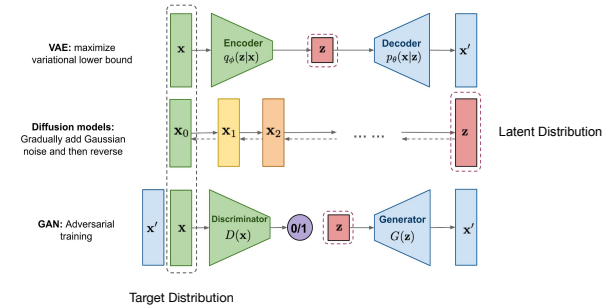 VAE: maximize
variational lower bound
x
Encoder
qϕ(z|x)
z
Decoder
pθ(x|z)
x′
Diffusion models:
Gradually add Gaussian
noise and then reverse
x0
x1
x2
... ...
z
Latent Distribution
GAN: Adversarial
training
x′
x
Discriminator
D(x)
0/1
z
Generator
G(z)
x′
Target Distribution